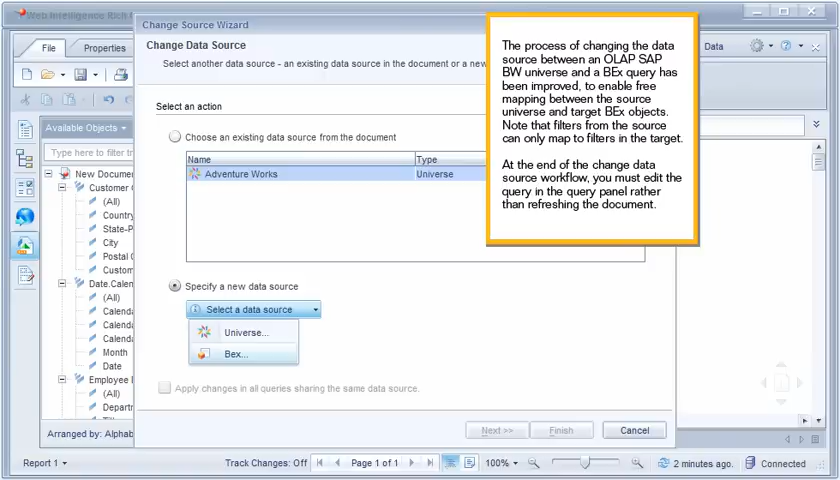 Web Intelligence Rich
Change Source Wizard
File
Properties
Data
Change Data Source
Select another data source - an existing data source in the document or a new
Select an action
Choose an existing data source from the document
Name
Type
Adventure Works
Universe
Specify a new data source
Select a data source
Universe...
Bex...
Apply changes in all queries sharing the same data source.
Next >>
Finish
Cancel
The process of changing the data
source between an OLAP SAP
BW universe and a BEx query has
been improved, to enable free
mapping between the source
universe and target BEx objects.
Note that filters from the source
can only map to filters in the target.
At the end of the change data
source workflow, you must edit the
query in the query panel rather
than refreshing the document.
Available Objects
Type here to filter
New Docume
Customer
(All)
Country
State-P
City
Postal
Custom
Date.Calen
(All)
Calenda
Calenda
Calenda
Month
Date
Employee
(All)
Departm
Arranged by: Alphab
Report 1
Track Changes: Off
Page 1 of 1
100%
2 minutes ago.
Connected